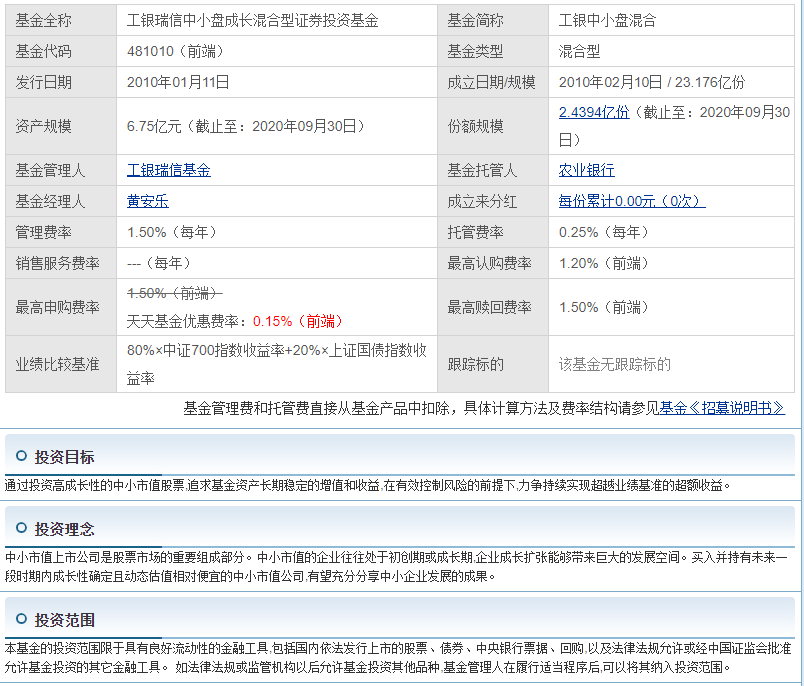 基金全称 工银瑞信中小盘成长混合型证券投资基金 基金简称 工银中小盘混合
基金代码 481010（前端） 基金类型 混合型
发行日期 2010年01月11日 成立日期/规模 2010年02月10日 / 23.176亿份
资产规模 6.75亿元（截止至：2020年09月30日） 份额规模 2.4394亿份（截止至：2020年09月30
日）
基金管理人 工银瑞信基金 基金托管人 农业银行
基金经理人 黄安乐 成立来分红 每份累计0.00元（0次）
管理费率 1.50%（每年） 托管费率 0.25%（每年）
销售服务费率 ---（每年） 最高认购费率 1.20%（前端）
最高申购费率 1.50%（前端）
天天基金优惠费率：0.15%（前端） 最高赎回费率 1.50%（前端）
业绩比较基准 80%×中证700指数收益率+20%×上证国债指数收
益率 跟踪标的 该基金无跟踪标的
基金管理费和托管费直接从基金产品中扣除，具体计算方法及费率结构请参见基金《招募说明书》
投资目标
通过投资高成长性的中小市值股票,追求基金资产长期稳定的增值和收益,在有效控制风险的前提下,力争持续实现超越业绩基准的超额收益。
投资理念
中小市值上市公司是股票市场的重要组成部分。中小市值的企业往往处于初创期或成长期,企业成长扩张能够带来巨大的发展空间。买入并持有未来一
段时期内成长性确定且动态估值相对便宜的中小市值公司,有望充分分享中小企业发展的成果。
投资范围
本基金的投资范围限于具有良好流动性的金融工具,包括国内依法发行上市的股票、债券、中央银行票据、回购,以及法律法规允许或经中国证监会批准
允许基金投资的其它金融工具。 如法律法规或监管机构以后允许基金投资其他品种,基金管理人在履行适当程序后,可以将其纳入投资范围。